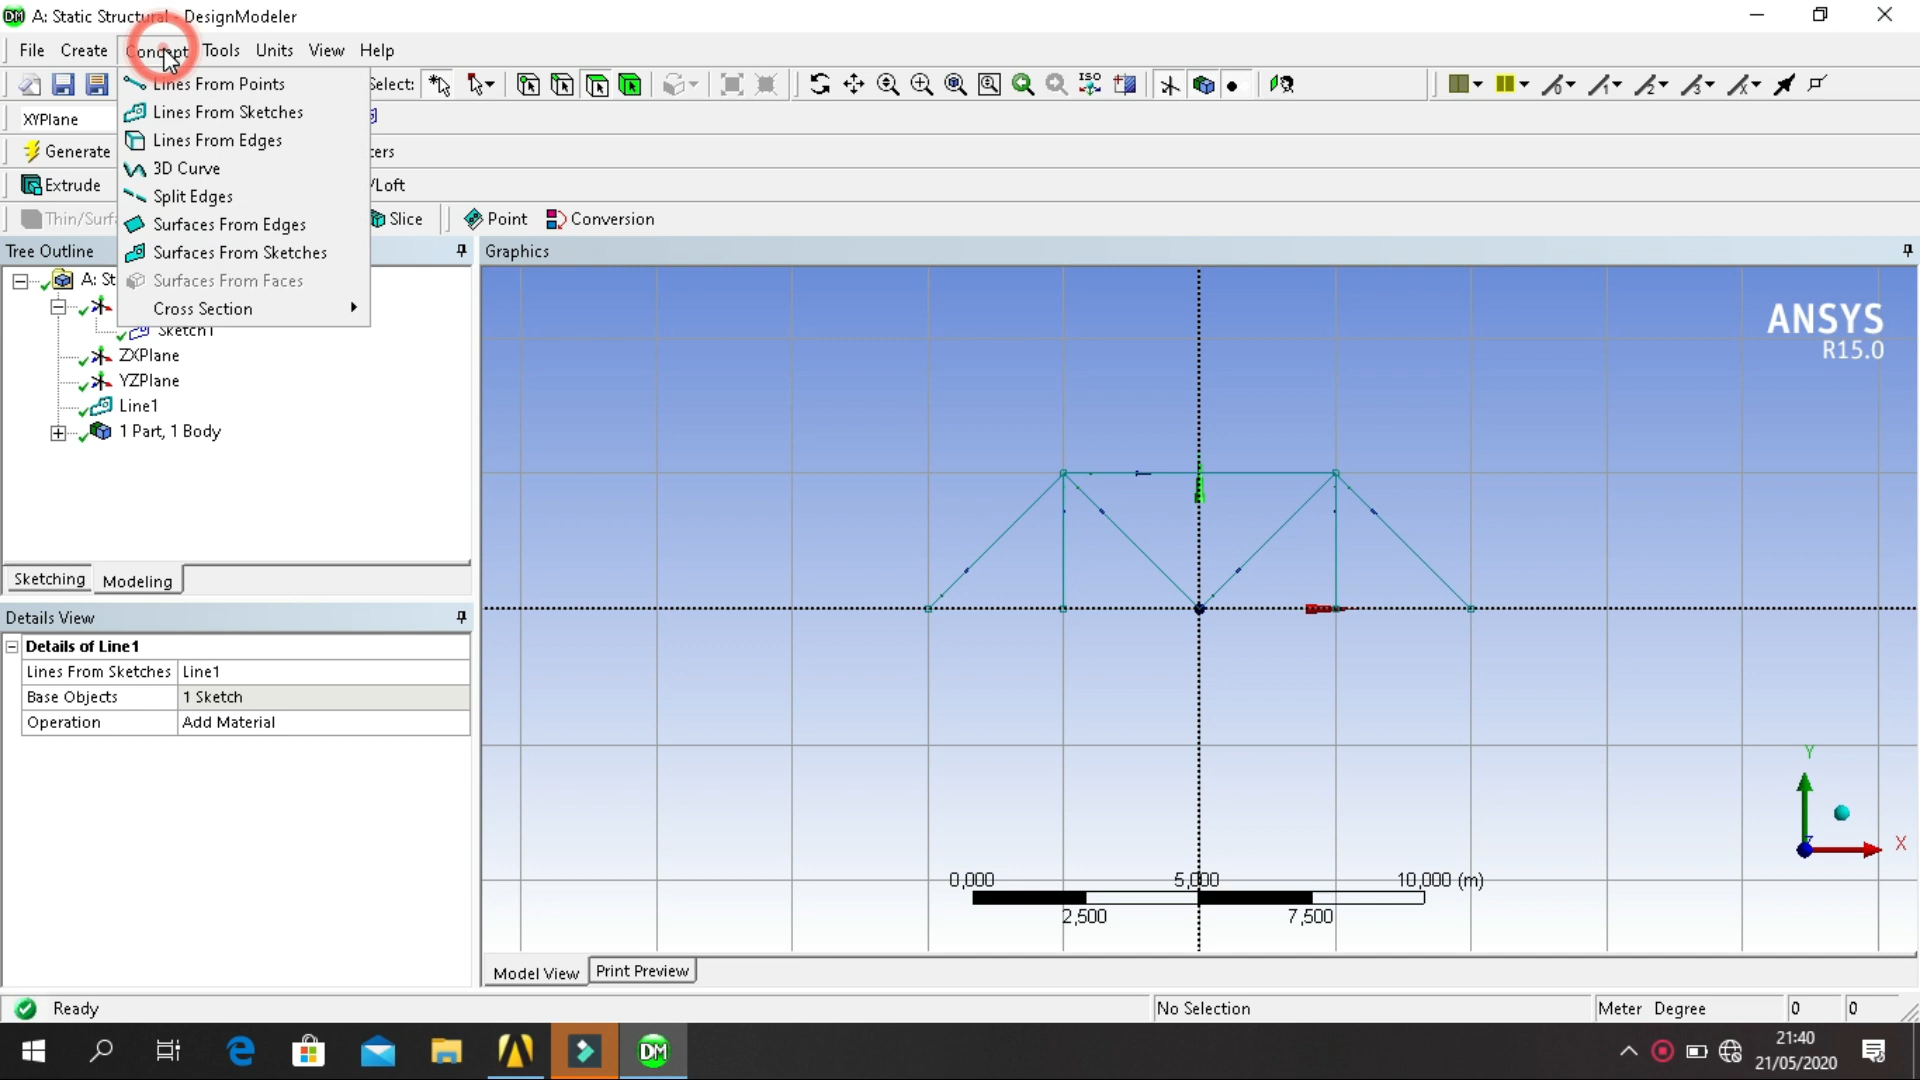 A: Static Structural - DesignModeler
File Create Concept Tools Units View Help
Lines From Points
Select:
ISO
XYPlane
Lines From Sketches
Generate
Lines From Edges
ters
3D Curve
Extrude
/Loft
Split Edges
Thin/Surf
Slice
Point
Conversion
Surfaces From Edges
Surfaces From Sketches
Surfaces From Faces
Cross Section
Tree Outline
Graphics
A: St
Sketch1
ZXPlane
YZPlane
Line1
1 Part, 1 Body
Sketching Modeling
Details View
Details of Line1
Lines From Sketches Line1
Base Objects 1 Sketch
Operation Add Material
ANSYS
R15.0
Y
X
0,000 5,000 10,000 (m)
2,500 7,500
Model View Print Preview
Ready
No Selection
Meter Degree 0 0
DM
21:40
21/05/2020